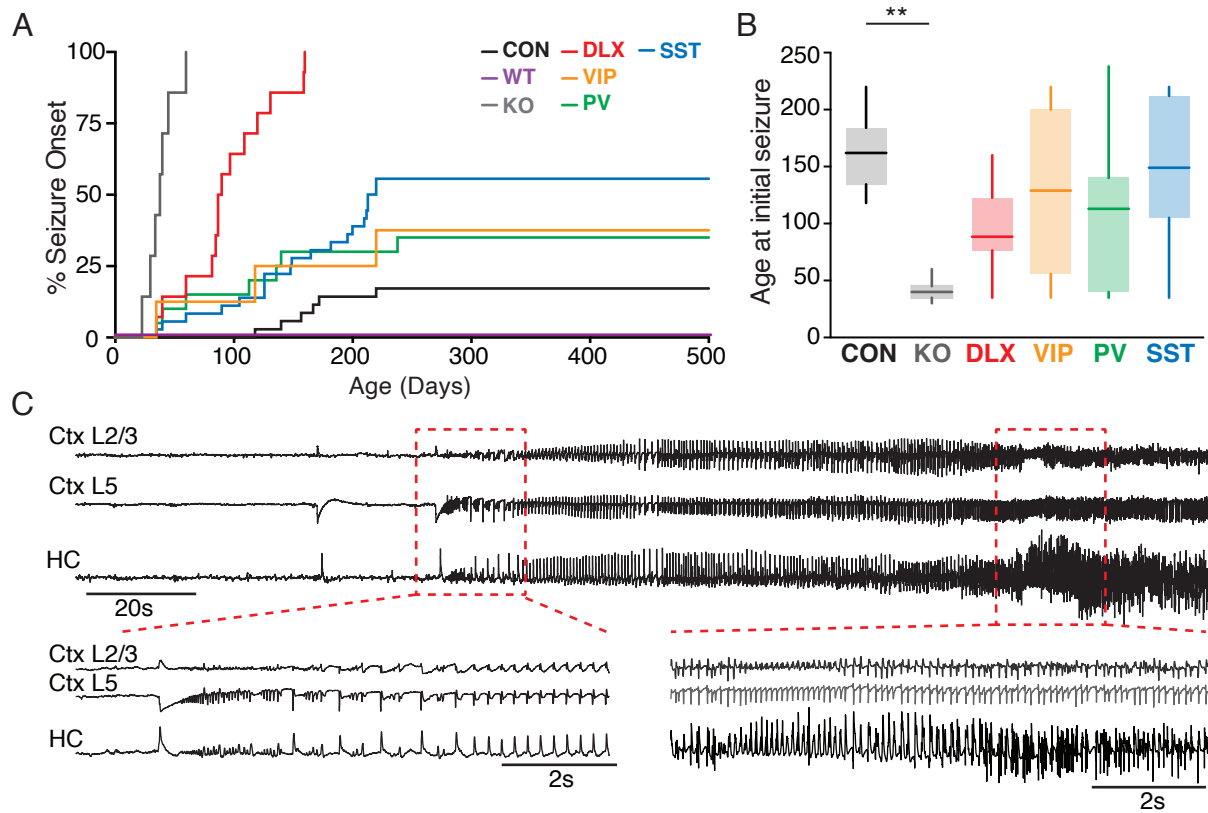 A
% Seizure Onset
100
75
50
25
0
0 100 200 300 400 500
Age (Days)
CON DLX SST
WT VIP
KO PV
B
**
Age at initial seizure
250
200
150
100
50
0
CON KO DLX VIP PV SST
C
Ctx L2/3
Ctx L5
HC
20s
Ctx L2/3
Ctx L5
HC
2s
2s